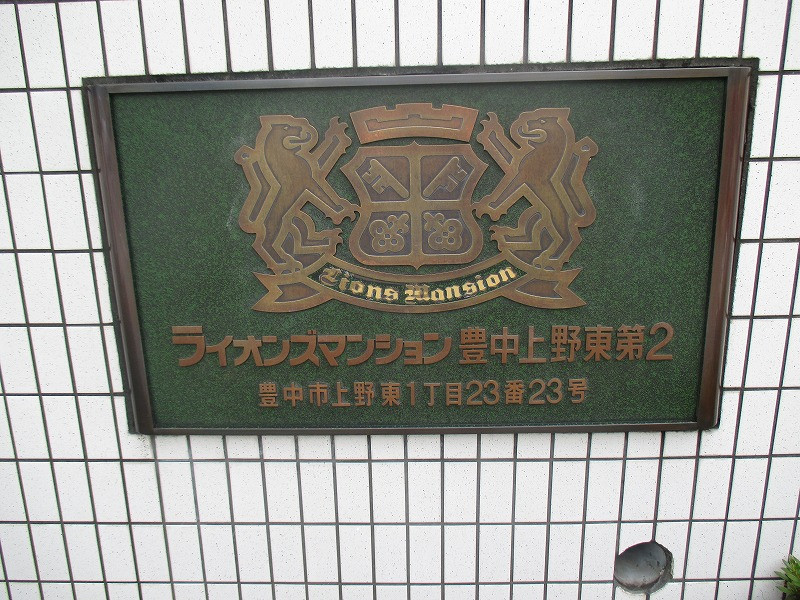 Lions Mansion
ライオンズマンション豊中上野東第2
豊中市上野東1丁目23番23号